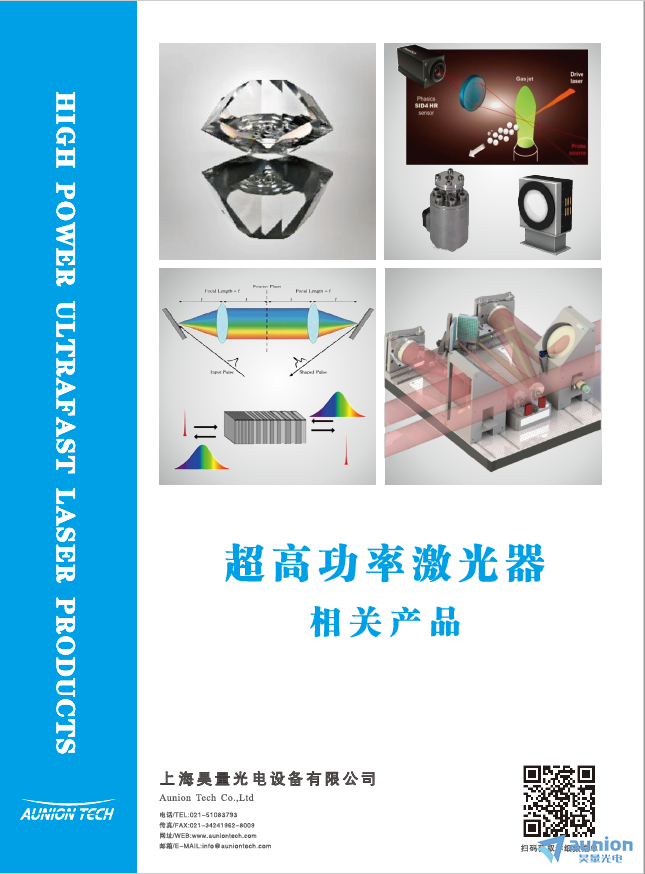 HIGH POWER ULTRAFAST LASER PRODUCTS
Phasics
SID4 HR
sensor
Gas jet
Drive
laser
Probe
source
Fourier Plane
Focal Length = f
Focal Length = f
f
f
f
f
Input Pulse
Shaped Pulse
超高功率激光器
相关产品
上海昊量光电设备有限公司
Aunion Tech Co.,Ltd
电话/TEL:021-51083793
传真/FAX:021-34241962-8009
网址/WEB:www.auniontech.com
邮箱/E-MAIL:info@auniontech.com
AUNION TECH
aunion
昊量光电